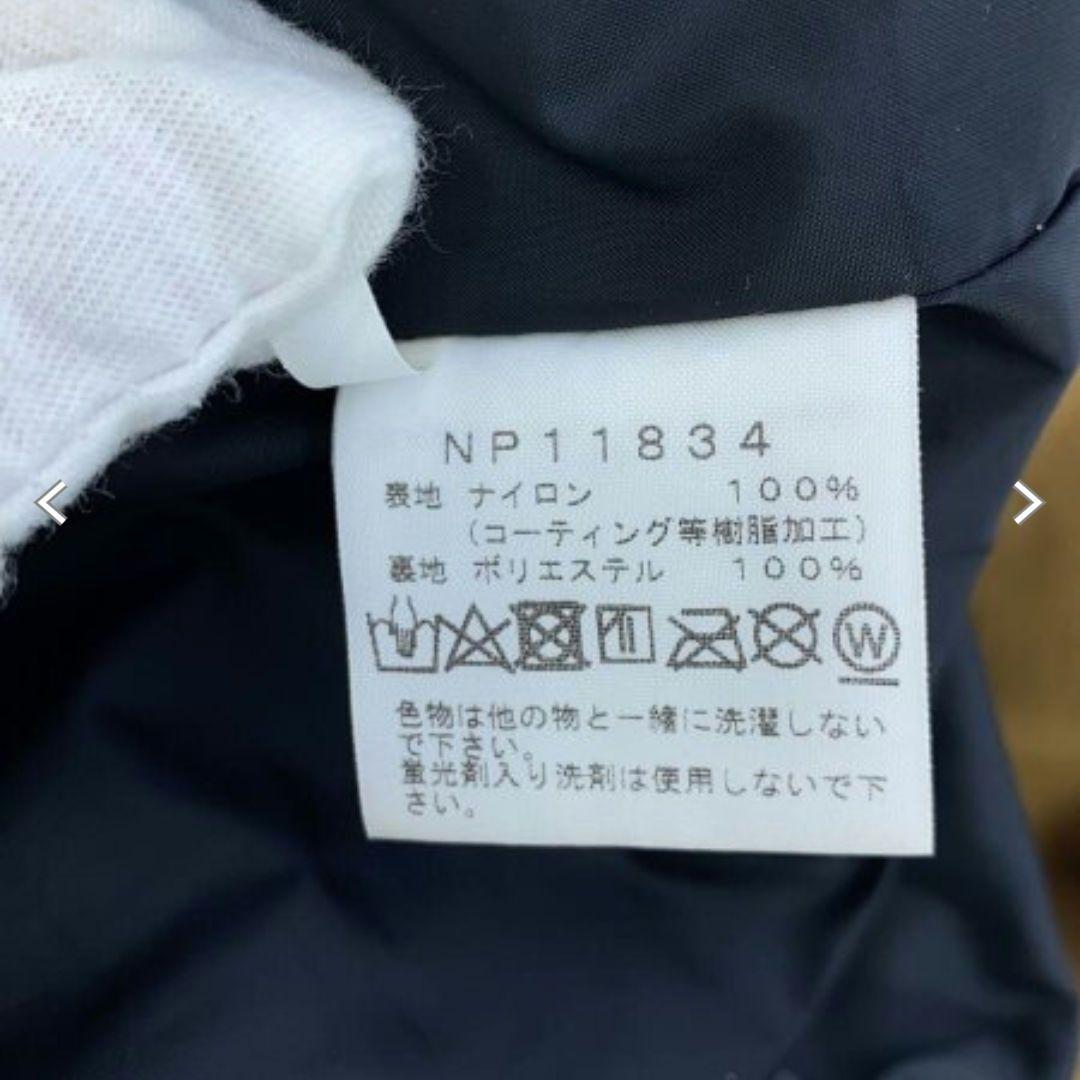 NP11834
表地 ナイロン 100%
(コーティング等樹脂加工)
裏地 ポリエステル 100%
W
色物は他の物と一緒に洗濯しない
で下さい。
蛍光剤入り洗剤は使用しないで下
さい。